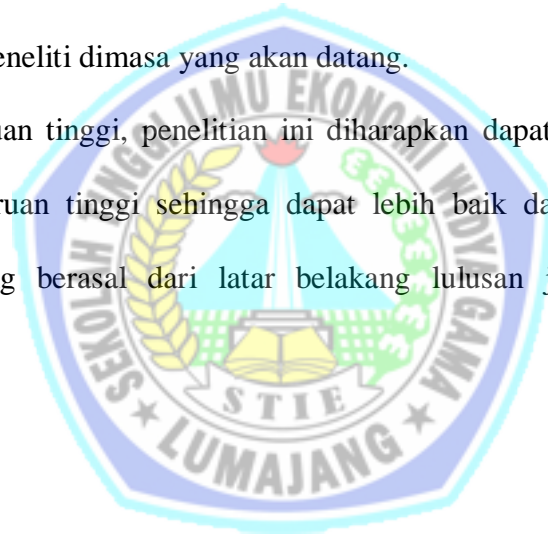 eneliti dimasa yang akan datang.
uan tinggi, penelitian ini diharapkan dapat
ruan tinggi sehingga dapat lebih baik da
g berasal dari latar belakang lulusan j
SEKOLAH TINGGI ILMU EKONOMI WIDYA GAMA
STIE
LUMAJANG